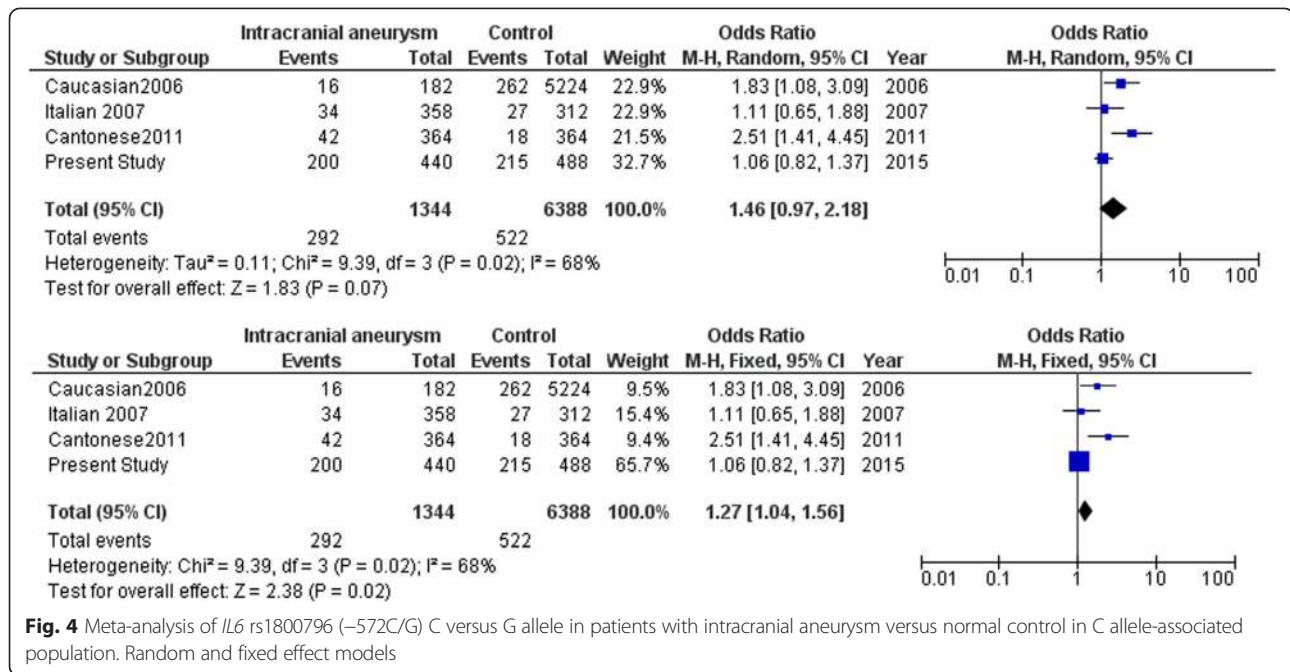 Intracranial aneurysm Control Odds Ratio Odds Ratio
Study or Subgroup Events Total Events Total Weight M-H, Random, 95% CI Year M-H, Random, 95% CI
Caucasian2006 16 182 262 5224 22.9% 1.83 [1.08, 3.09] 2006
Italian 2007 34 358 27 312 22.9% 1.11 [0.65, 1.88] 2007
Cantonese2011 42 364 18 364 21.5% 2.51 [1.41, 4.45] 2011
Present Study 200 440 215 488 32.7% 1.06 [0.82, 1.37] 2015
Total (95% CI) 1344 6388 100.0% 1.46 [0.97, 2.18]
Total events 292 522
Heterogeneity: Tau² = 0.11; Chi² = 9.39, df = 3 (P = 0.02); I² = 68%
Test for overall effect: Z = 1.83 (P = 0.07)
0.01 0.1 1 10 100
Intracranial aneurysm Control Odds Ratio Odds Ratio
Study or Subgroup Events Total Events Total Weight M-H, Fixed, 95% CI Year M-H, Fixed, 95% CI
Caucasian2006 16 182 262 5224 9.5% 1.83 [1.08, 3.09] 2006
Italian 2007 34 358 27 312 15.4% 1.11 [0.65, 1.88] 2007
Cantonese2011 42 364 18 364 9.4% 2.51 [1.41, 4.45] 2011
Present Study 200 440 215 488 65.7% 1.06 [0.82, 1.37] 2015
Total (95% CI) 1344 6388 100.0% 1.27 [1.04, 1.56]
Total events 292 522
Heterogeneity: Chi² = 9.39, df = 3 (P = 0.02); I² = 68%
Test for overall effect: Z = 2.38 (P = 0.02)
0.01 0.1 1 10 100
Fig. 4 Meta-analysis of IL6 rs1800796 (−572C/G) C versus G allele in patients with intracranial aneurysm versus normal control in C allele-associated
population. Random and fixed effect models